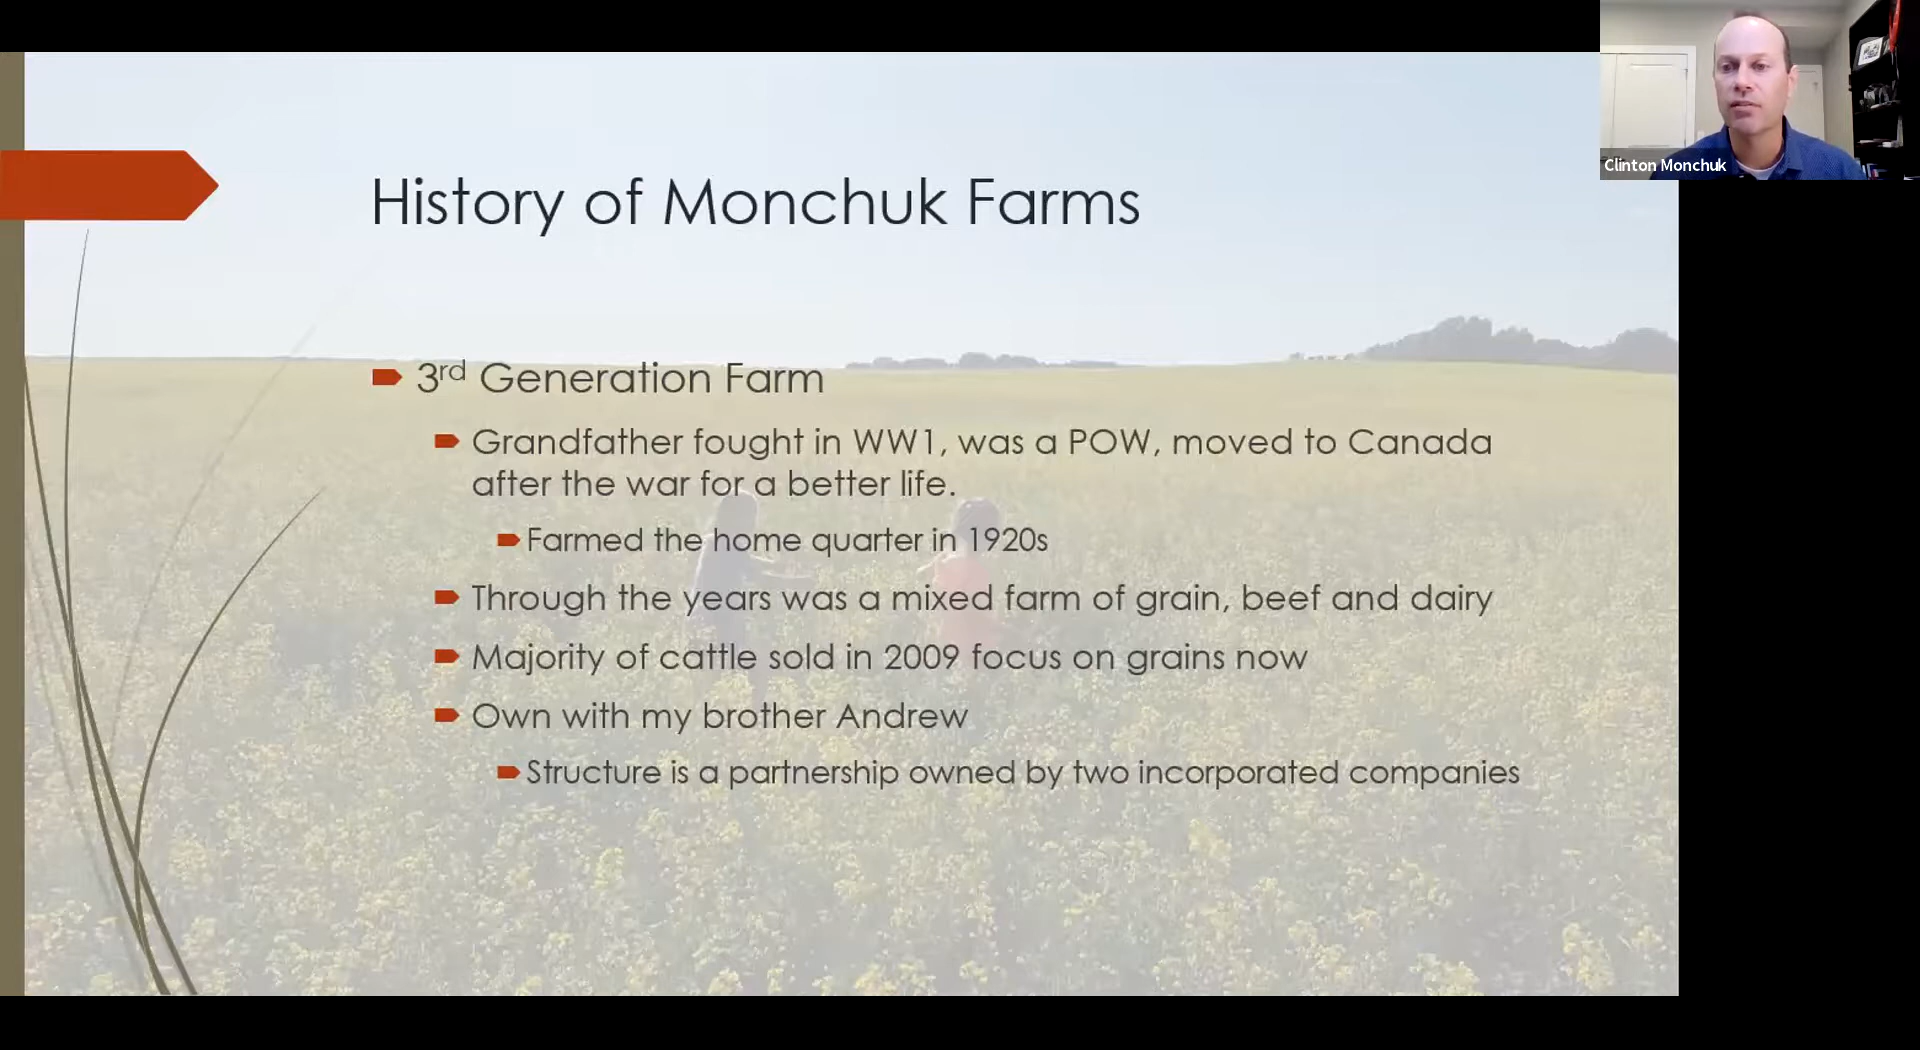 Clinton Monchuk
History of Monchuk Farms
3rd Generation Farm
Grandfather fought in WW1, was a POW, moved to Canada
after the war for a better life.
Farmed the home quarter in 1920s
Through the years was a mixed farm of grain, beef and dairy
Majority of cattle sold in 2009 focus on grains now
Own with my brother Andrew
Structure is a partnership owned by two incorporated companies